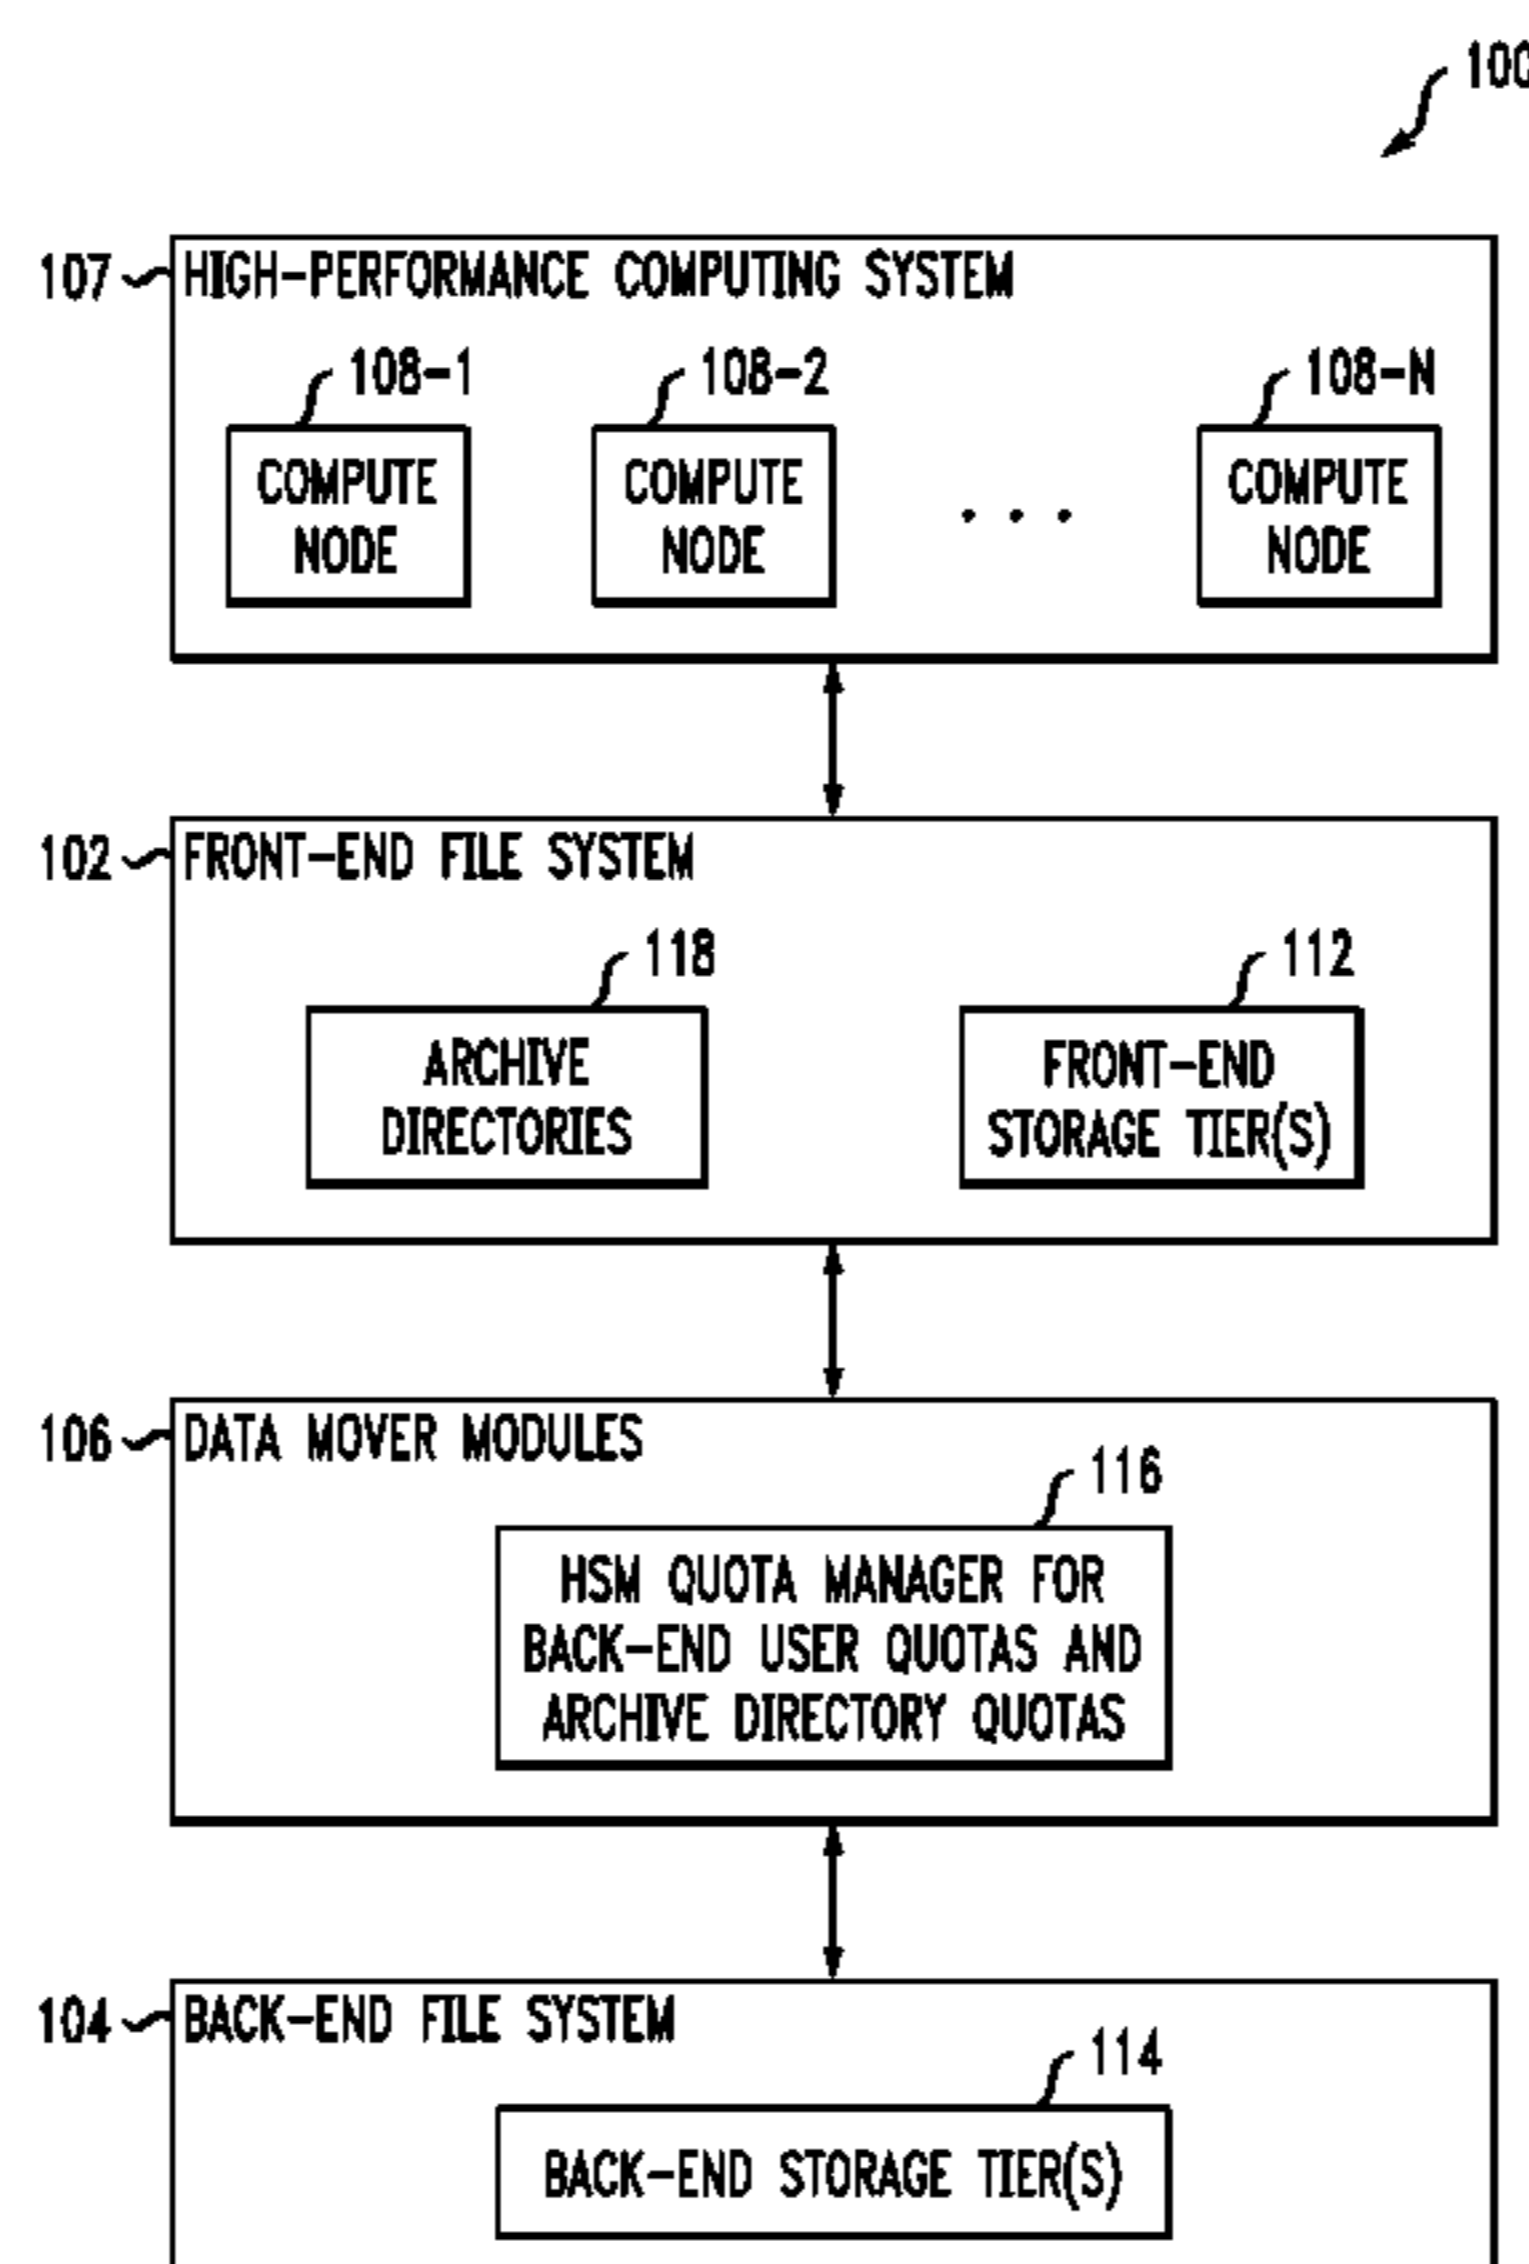 100
107 HIGH-PERFORMANCE COMPUTING SYSTEM
108-1 108-2 108-N
COMPUTE NODE
COMPUTE NODE
. . .
COMPUTE NODE
102 FRONT-END FILE SYSTEM
118
ARCHIVE
DIRECTORIES
112
FRONT-END
STORAGE TIER(S)
106 DATA MOVER MODULES
116
HSM QUOTA MANAGER FOR
BACK-END USER QUOTAS AND
ARCHIVE DIRECTORY QUOTAS
104 BACK-END FILE SYSTEM
114
BACK-END STORAGE TIER(S)